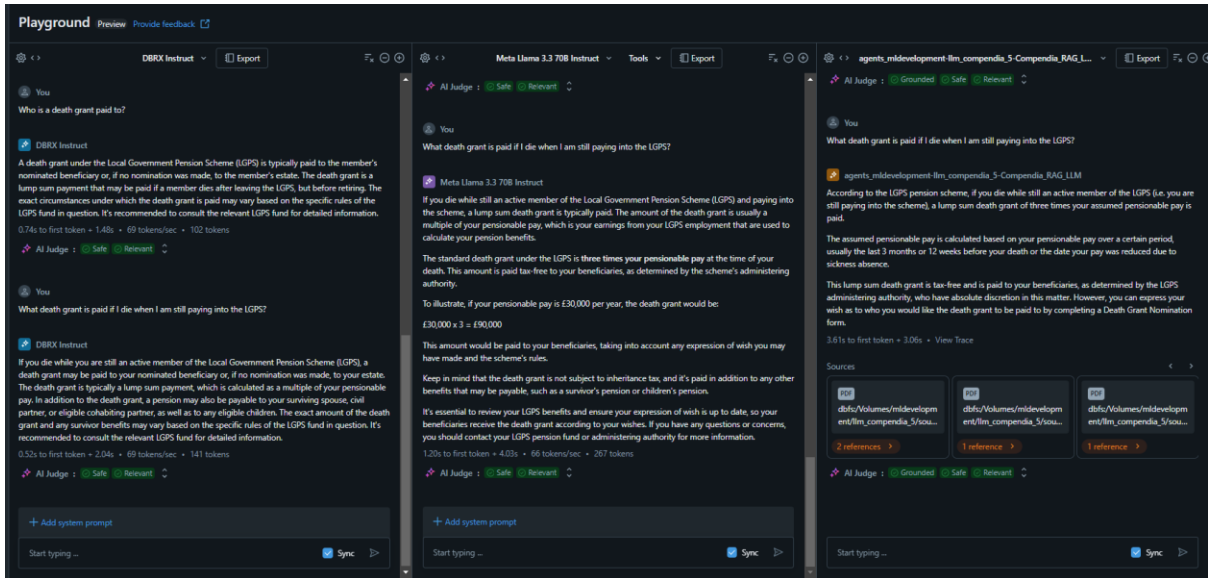 Playground Preview Provide feedback
DBRX Instruct Export
You
Who is a death grant paid to?
DBRX Instruct
A death grant under the Local Government Pension Scheme (LGPS) is typically paid to the member's
nominated beneficiary or, if no nomination was made, to the member's estate. The death grant is a
lump sum payment that may be paid if a member dies after leaving the LGPS, but before retiring. The
exact circumstances under which the death grant is paid may vary based on the specific rules of the
LGPS fund in question. It's recommended to consult the relevant LGPS fund for detailed information.
0.74s to first token + 1.48s • 69 tokens/sec • 102 tokens
AI Judge : Safe Relevant
You
What death grant is paid if I die when I am still paying into the LGPS?
DBRX Instruct
If you die while you are still an active member of the Local Government Pension Scheme (LGPS), a
death grant may be paid to your nominated beneficiary or, if no nomination was made, to your estate.
The death grant is typically a lump sum payment, which is calculated as a multiple of your pensionable
pay. In addition to the death grant, a pension may also be payable to your surviving spouse, civil
partner, or eligible cohabiting partner, as well as to any eligible children. The exact amount of the death
grant and any survivor benefits may vary based on the specific rules of the LGPS fund in question. It's
recommended to consult the relevant LGPS fund for detailed information.
0.52s to first token + 2.04s • 69 tokens/sec • 141 tokens
AI Judge : Safe Relevant
+ Add system prompt
Start typing ... Sync
Meta Llama 3.3 70B Instruct Tools Export
AI Judge : Safe Relevant
You
What death grant is paid if I die when I am still paying into the LGPS?
Meta Llama 3.3 70B Instruct
If you die while still an active member of the Local Government Pension Scheme (LGPS) and paying into
the scheme, a lump sum death grant is typically paid. The amount of the death grant is usually a
multiple of your pensionable pay, which is your earnings from your LGPS employment that are used to
calculate your pension benefits.
The standard death grant under the LGPS is three times your pensionable pay at the time of your
death. This amount is paid tax-free to your beneficiaries, as determined by the scheme's administering
authority.
To illustrate, if your pensionable pay is £30,000 per year, the death grant would be:
£30,000 x 3 = £90,000
This amount would be paid to your beneficiaries, taking into account any expression of wish you may
have made and the scheme's rules.
Keep in mind that the death grant is not subject to inheritance tax, and it's paid in addition to any other
benefits that may be payable, such as a survivor's pension or children's pension.
It's essential to review your LGPS benefits and ensure your expression of wish is up to date, so your
beneficiaries receive the death grant according to your wishes. If you have any questions or concerns,
you should contact your LGPS pension fund or administering authority for more information.
1.20s to first token + 4.03s • 66 tokens/sec • 267 tokens
AI Judge : Safe Relevant
+ Add system prompt
Start typing ... Sync
agents_mldevelopment-llm_compendia_5-Compendia_RAG_L... Export
AI Judge : Grounded Safe Relevant
You
What death grant is paid if I die when I am still paying into the LGPS?
agents_mldevelopment-llm_compendia_5-Compendia_RAG_LLM
According to the LGPS pension scheme, if you die while still an active member of the LGPS (i.e. you are
still paying into the scheme), a lump sum death grant of three times your assumed pensionable pay is
paid.
The assumed pensionable pay is calculated based on your pensionable pay over a certain period,
usually the last 3 months or 12 weeks before your death or the date your pay was reduced due to
sickness absence.
This lump sum death grant is tax-free and is paid to your beneficiaries, as determined by the LGPS
administering authority, who have absolute discretion in this matter. However, you can express your
wish as to who you would like the death grant to be paid to by completing a Death Grant Nomination
form.
3.61s to first token + 3.06s • View Trace
Sources
PDF PDF PDF
dbfs:/Volumes/mldevelopm dbfs:/Volumes/mldevelopm dbfs:/Volumes/mldevelopm
ent/llm_compendia_5/sou... ent/llm_compendia_5/sou... ent/llm_compendia_5/sou...
2 references 1 reference 1 reference
AI Judge : Grounded Safe Relevant
Start typing ... Sync